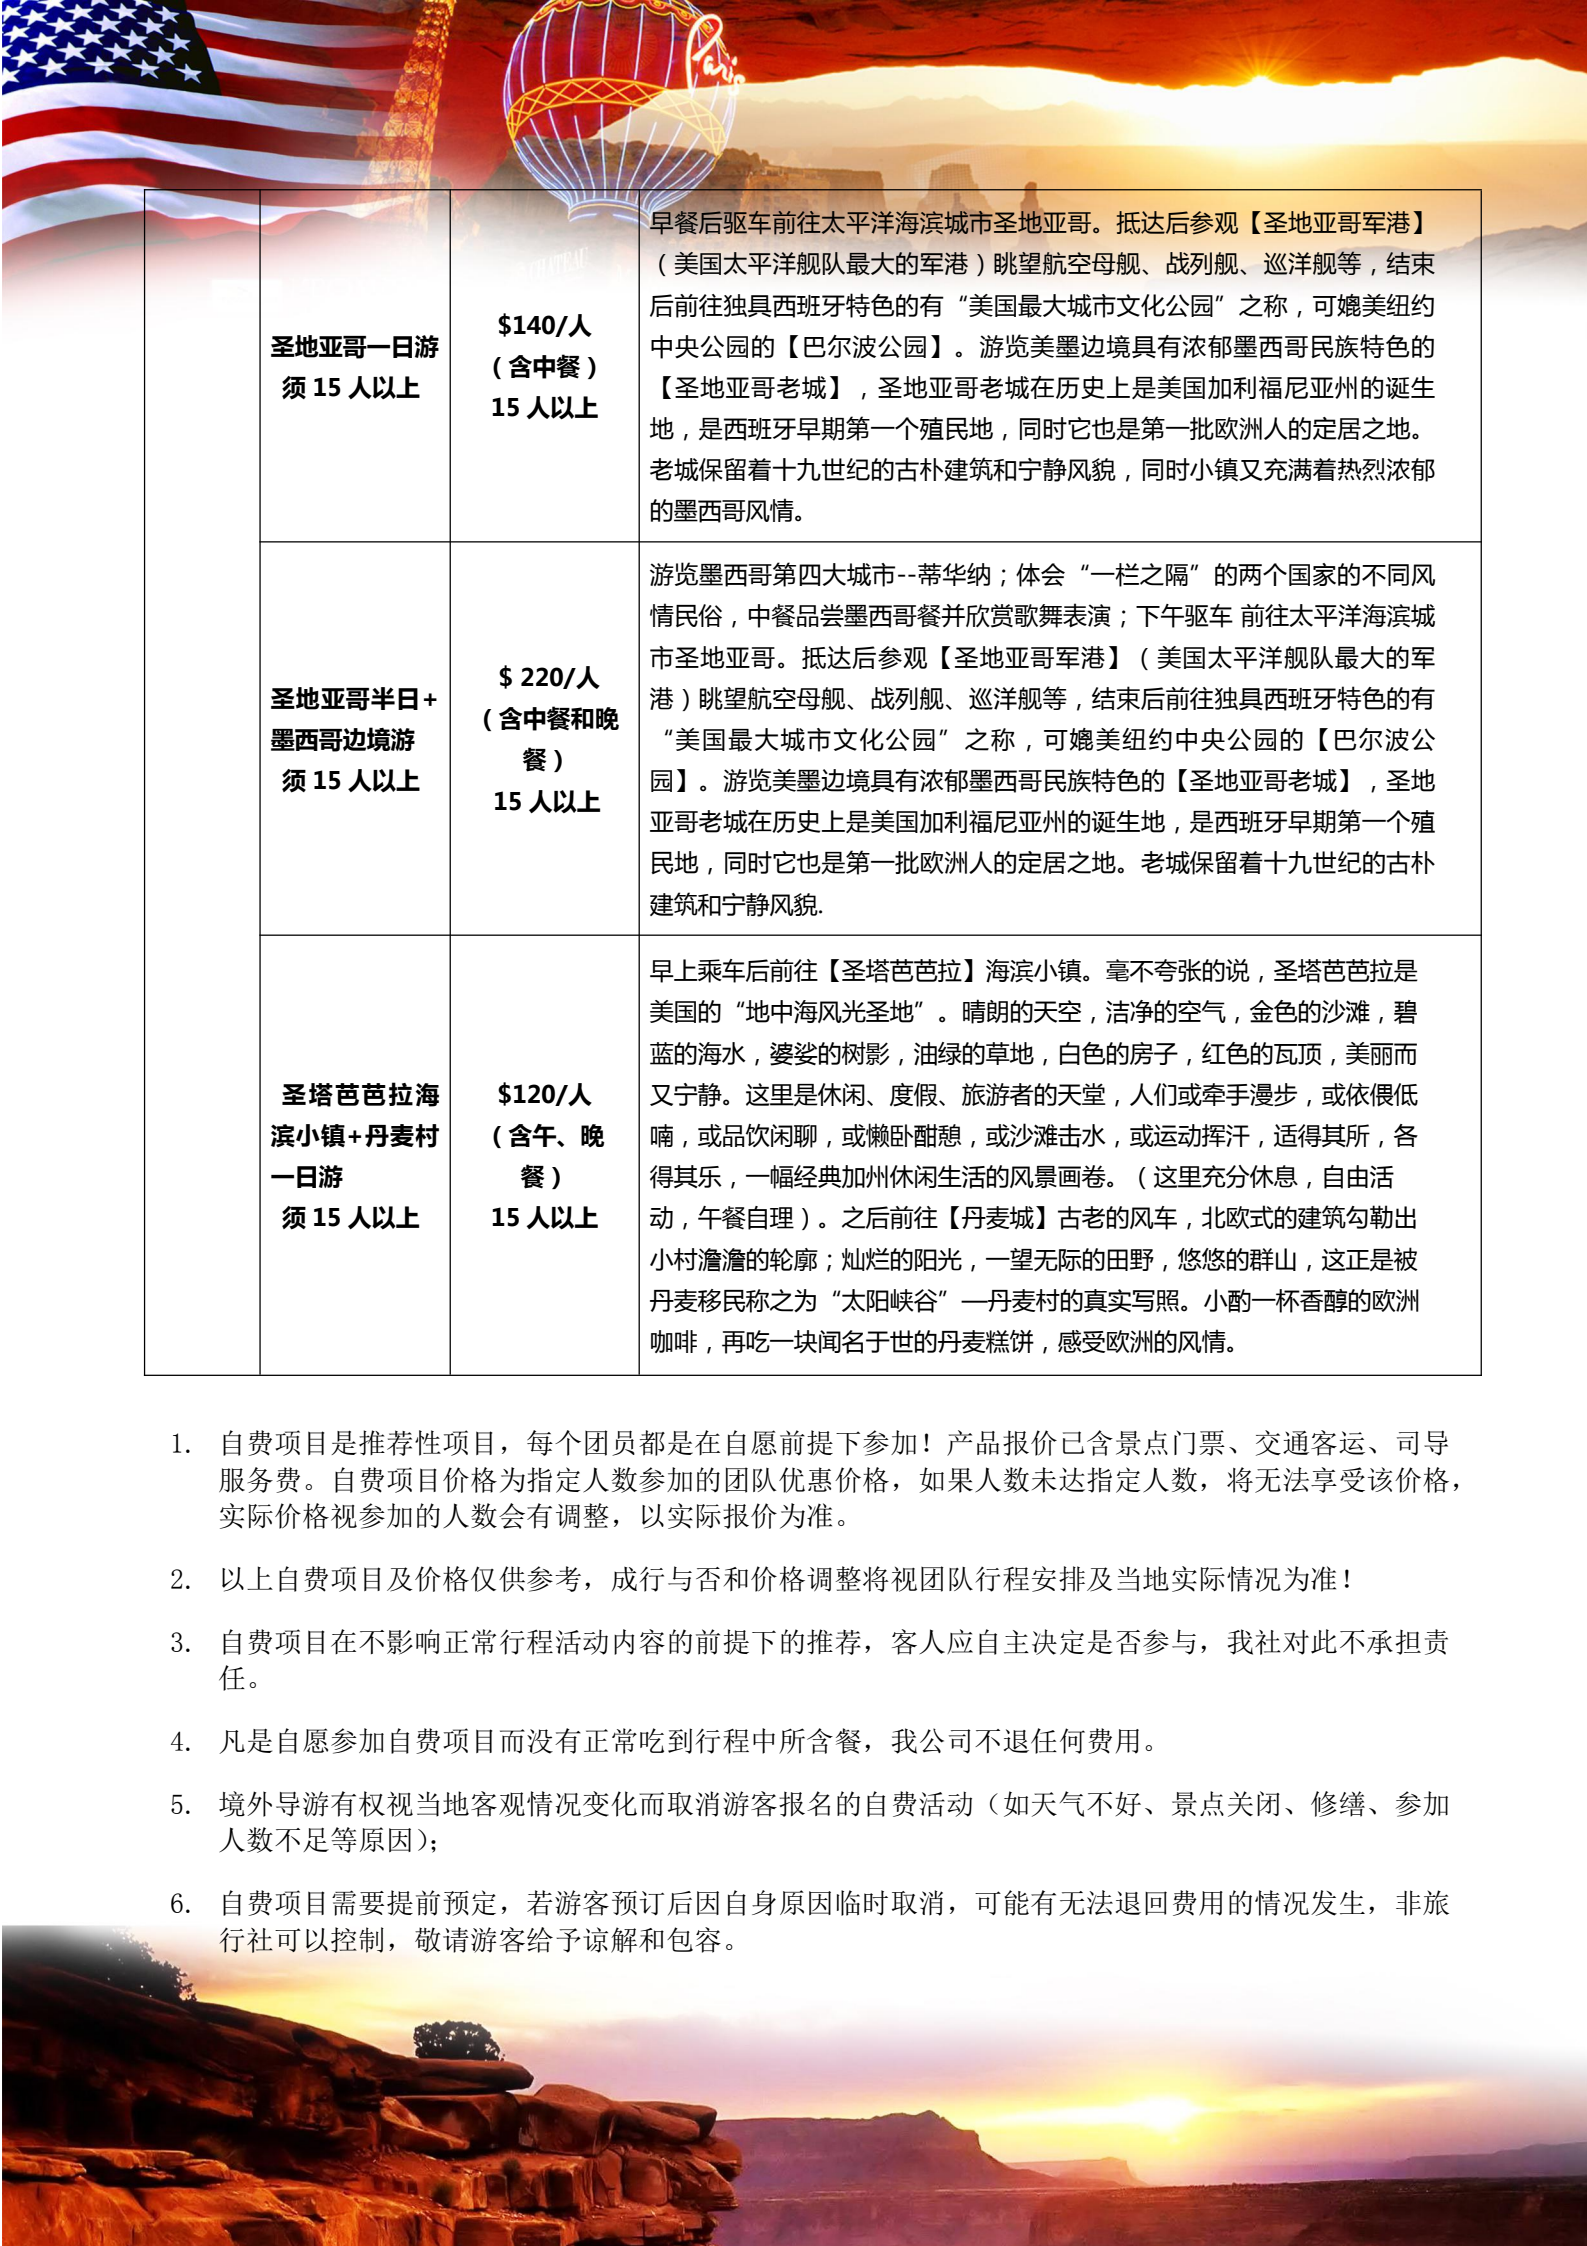 Paris
CHATEAU
圣地亚哥一日游
须 15 人以上
$140/人
（含中餐）
15 人以上
早餐后驱车前往太平洋海滨城市圣地亚哥。抵达后参观【圣地亚哥军港】
（美国太平洋舰队最大的军港）眺望航空母舰、战列舰、巡洋舰等，结束
后前往独具西班牙特色的有“美国最大城市文化公园”之称，可媲美纽约
中央公园的【巴尔波公园】。游览美墨边境具有浓郁墨西哥民族特色的
【圣地亚哥老城】，圣地亚哥老城在历史上是美国加利福尼亚州的诞生
地，是西班牙早期第一个殖民地，同时它也是第一批欧洲人的定居之地。
老城保留着十九世纪的古朴建筑和宁静风貌，同时小镇又充满着热烈浓郁
的墨西哥风情。
圣地亚哥半日+
墨西哥边境游
须 15 人以上
$ 220/人
（含中餐和晚
餐）
15 人以上
游览墨西哥第四大城市--蒂华纳；体会“一栏之隔”的两个国家的不同风
情民俗，中餐品尝墨西哥餐并欣赏歌舞表演；下午驱车 前往太平洋海滨城
市圣地亚哥。抵达后参观【圣地亚哥军港】（美国太平洋舰队最大的军
港）眺望航空母舰、战列舰、巡洋舰等，结束后前往独具西班牙特色的有
“美国最大城市文化公园”之称，可媲美纽约中央公园的【巴尔波公
园】。游览美墨边境具有浓郁墨西哥民族特色的【圣地亚哥老城】，圣地
亚哥老城在历史上是美国加利福尼亚州的诞生地，是西班牙早期第一个殖
民地，同时它也是第一批欧洲人的定居之地。老城保留着十九世纪的古朴
建筑和宁静风貌.
圣塔芭芭拉海
滨小镇+丹麦村
一日游
须 15 人以上
$120/人
（含午、晚
餐）
15 人以上
早上乘车后前往【圣塔芭芭拉】海滨小镇。毫不夸张的说，圣塔芭芭拉是
美国的“地中海风光圣地”。晴朗的天空，洁净的空气，金色的沙滩，碧
蓝的海水，婆娑的树影，油绿的草地，白色的房子，红色的瓦顶，美丽而
又宁静。这里是休闲、度假、旅游者的天堂，人们或牵手漫步，或依偎低
喃，或品饮闲聊，或懒卧酣憩，或沙滩击水，或运动挥汗，适得其所，各
得其乐，一幅经典加州休闲生活的风景画卷。（这里充分休息，自由活
动，午餐自理）。之后前往【丹麦城】古老的风车，北欧式的建筑勾勒出
小村澹澹的轮廓；灿烂的阳光，一望无际的田野，悠悠的群山，这正是被
丹麦移民称之为“太阳峡谷”—丹麦村的真实写照。小酌一杯香醇的欧洲
咖啡，再吃一块闻名于世的丹麦糕饼，感受欧洲的风情。
1. 自费项目是推荐性项目，每个团员都是在自愿前提下参加！产品报价已含景点门票、交通客运、司导
服务费。自费项目价格为指定人数参加的团队优惠价格，如果人数未达指定人数，将无法享受该价格，
实际价格视参加的人数会有调整，以实际报价为准。
2. 以上自费项目及价格仅供参考，成行与否和价格调整将视团队行程安排及当地实际情况为准！
3. 自费项目在不影响正常行程活动内容的前提下的推荐，客人应自主决定是否参与，我社对此不承担责
任。
4. 凡是自愿参加自费项目而没有正常吃到行程中所含餐，我公司不退任何费用。
5. 境外导游有权视当地客观情况变化而取消游客报名的自费活动（如天气不好、景点关闭、修缮、参加
人数不足等原因）；
6. 自费项目需要提前预定，若游客预订后因自身原因临时取消，可能有无法退回费用的情况发生，非旅
行社可以控制，敬请游客给予谅解和包容。